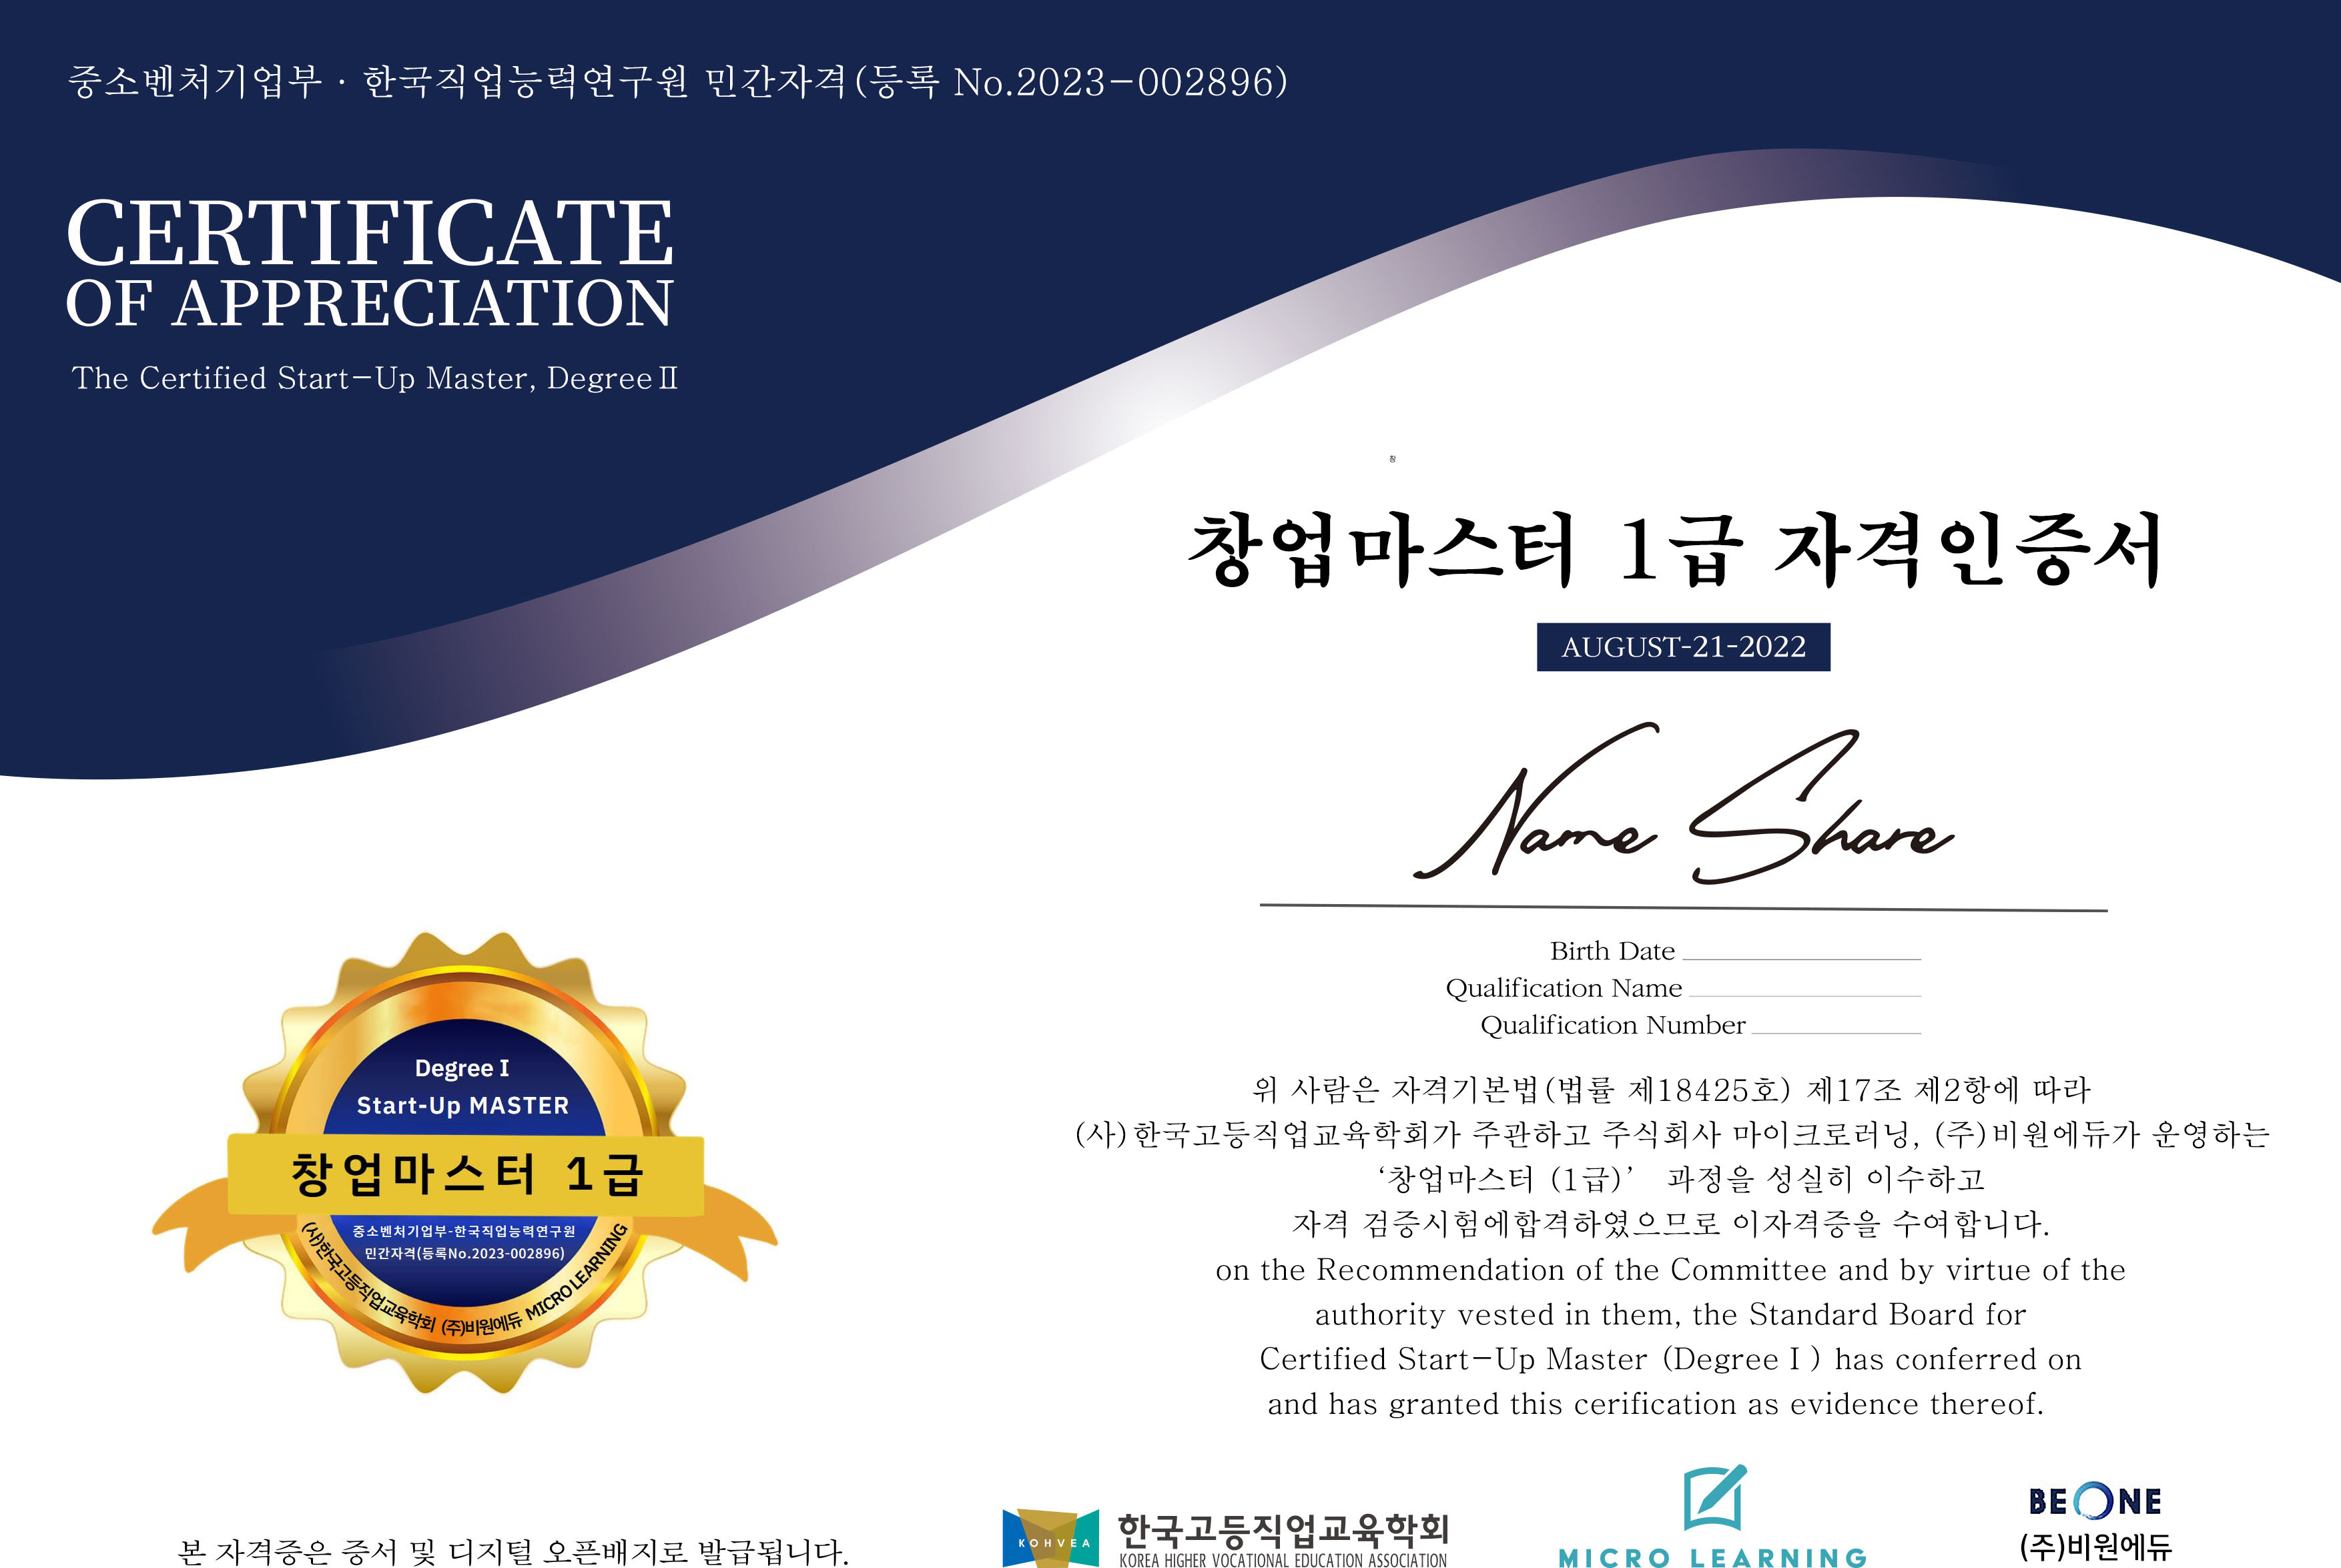 중소벤처기업부 · 한국직업능력연구원 민간자격(등록 No.2023-002896)
CERTIFICATE
OF APPRECIATION
The Certified Start-Up Master, DegreeⅡ
창
창업마스터 1급 자격인증서
AUGUST-21-2022
Name Share
Birth Date
Qualification Name
Qualification Number
위 사람은 자격기본법(법률 제18425호) 제17조 제2항에 따라
(사)한국고등직업교육학회가 주관하고 주식회사 마이크로러닝, (주)비원에듀가 운영하는
‘창업마스터 (1급)’ 과정을 성실히 이수하고
자격 검증시험에합격하였으므로 이자격증을 수여합니다.
on the Recommendation of the Committee and by virtue of the
authority vested in them, the Standard Board for
Certified Start-Up Master (Degree I ) has conferred on
and has granted this cerification as evidence thereof.
Degree I
Start-Up MASTER
창업마스터 1급
중소벤처기업부-한국직업능력연구원
민간자격(등록No.2023-002896)
(사)한국고등직업교육학회 (주)비원에듀 MICRO LEARNING
본 자격증은 증서 및 디지털 오픈배지로 발급됩니다.
KOHVEA
한국고등직업교육학회
KOREA HIGHER VOCATIONAL EDUCATION ASSOCIATION
MICRO LEARNING
BEONE
(주)비원에듀